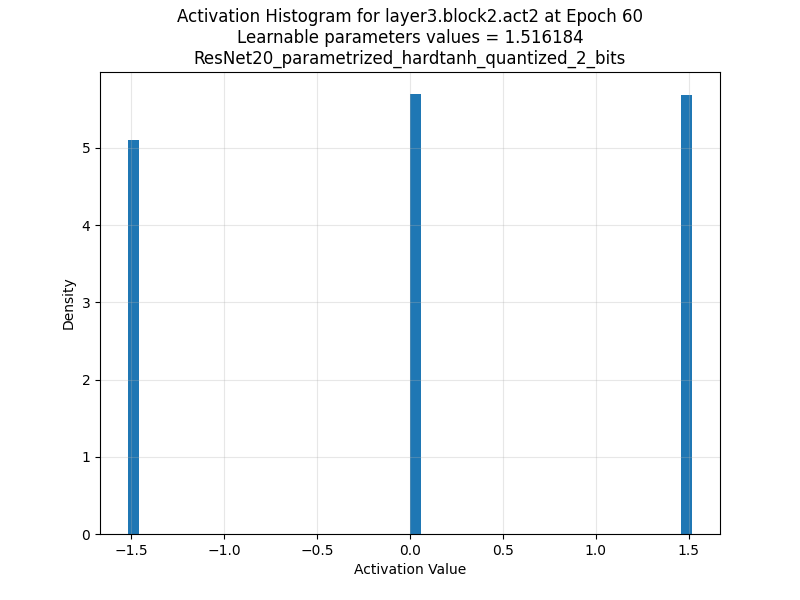 Activation Histogram for layer3.block2.act2 at Epoch 60
Learnable parameters values = 1.516184
ResNet20_parametrized_hardtanh_quantized_2_bits
5
4
3
2
1
0
Density
−1.5 −1.0 −0.5 0.0 0.5 1.0 1.5
Activation Value